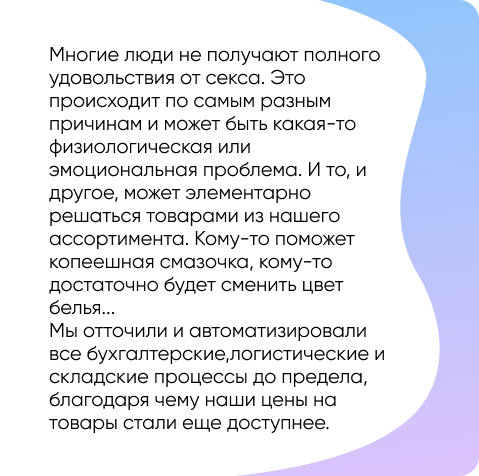 Многие люди не получают полного
удовольствия от секса. Это
происходит по самым разным
причинам и может быть какая-то
физиологическая или
эмоциональная проблема. И то, и
другое, может элементарно
решаться товарами из нашего
ассортимента. Кому-то поможет
копеешная смазочка, кому-то
достаточно будет сменить цвет
белья...
Мы отточили и автоматизировали
все бухгалтерские,логистические и
складские процессы до предела,
благодаря чему наши цены на
товары стали еще доступнее.